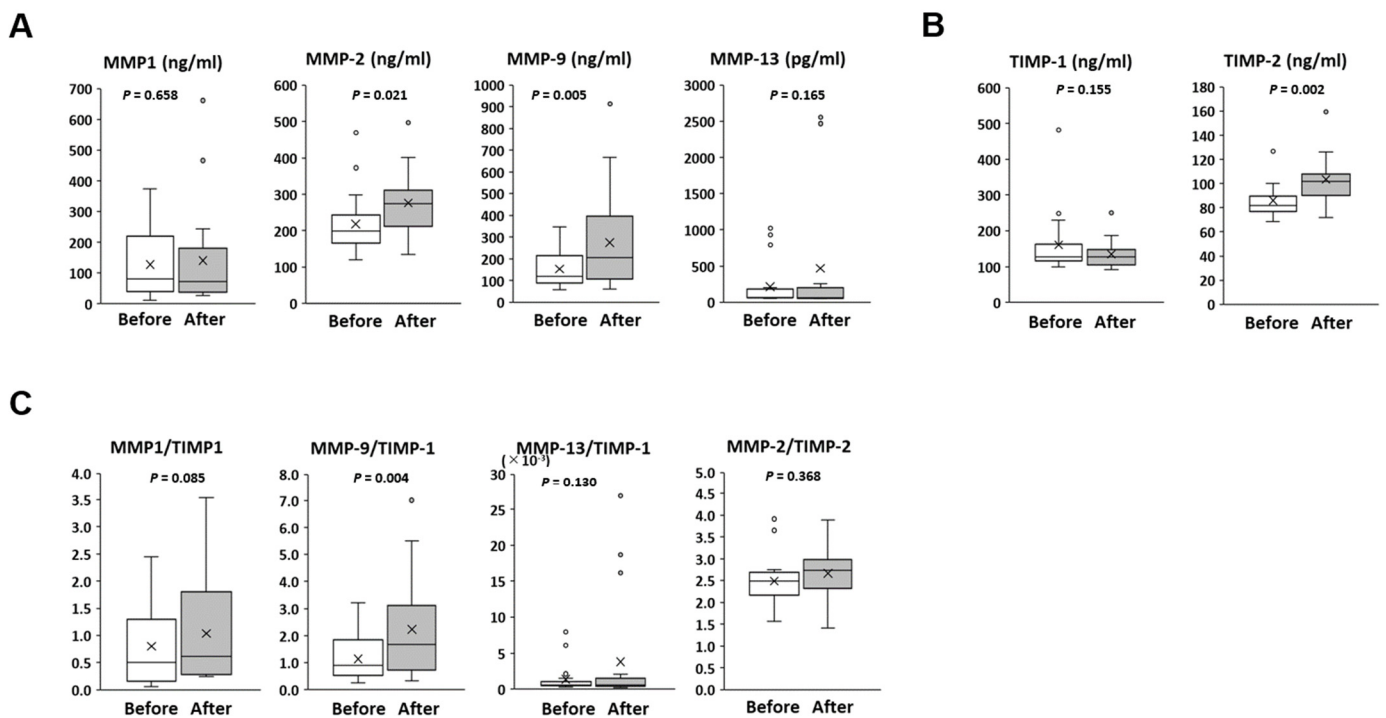 A
MMP1 (ng/ml)
P = 0.658
700
600
500
400
300
200
100
0
Before After
MMP-2 (ng/ml)
P = 0.021
600
500
400
300
200
100
0
Before After
MMP-9 (ng/ml)
P = 0.005
1000
900
800
700
600
500
400
300
200
100
0
Before After
MMP-13 (pg/ml)
P = 0.165
3000
2500
2000
1500
1000
500
0
Before After
B
TIMP-1 (ng/ml)
P = 0.155
600
500
400
300
200
100
0
Before After
TIMP-2 (ng/ml)
P = 0.002
180
160
140
120
100
80
60
40
20
0
Before After
C
MMP1/TIMP1
P = 0.085
4.0
3.5
3.0
2.5
2.0
1.5
1.0
0.5
0.0
Before After
MMP-9/TIMP-1
P = 0.004
8.0
7.0
6.0
5.0
4.0
3.0
2.0
1.0
0.0
Before After
MMP-13/TIMP-1
(×10⁻³)
P = 0.130
30
25
20
15
10
5
0
Before After
MMP-2/TIMP-2
P = 0.368
5.0
4.5
4.0
3.5
3.0
2.5
2.0
1.5
1.0
0.5
0.0
Before After